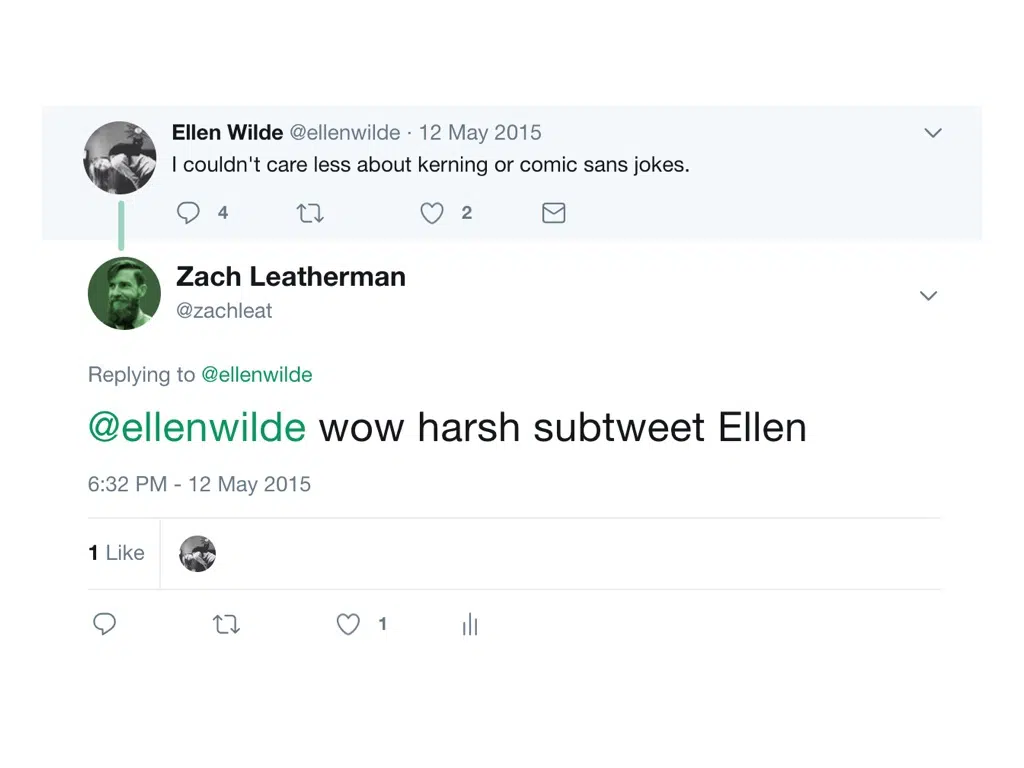 Ellen Wilde @ellenwilde · 12 May 2015
I couldn't care less about kerning or comic sans jokes.
4 2
Zach Leatherman
@zachleat
Replying to @ellenwilde
@ellenwilde wow harsh subtweet Ellen
6:32 PM - 12 May 2015
1 Like
1